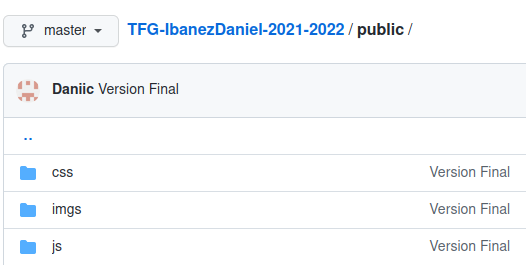 master TFG-IbanezDaniel-2021-2022 / public /
Daniic Version Final
..
css Version Final
imgs Version Final
js Version Final